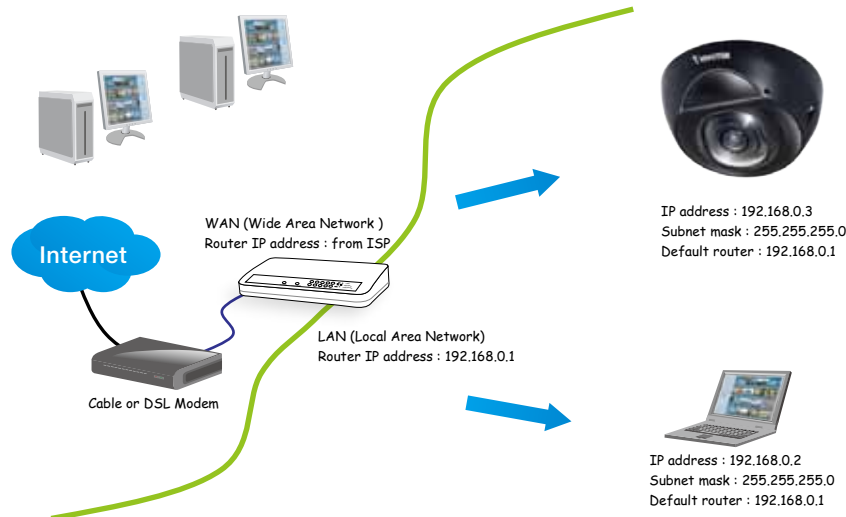 WAN (Wide Area Network )
Router IP address : from ISP
Internet
LAN (Local Area Network)
Router IP address : 192.168.0.1
Cable or DSL Modem
IP address : 192.168.0.3
Subnet mask : 255.255.255.0
Default router : 192.168.0.1
IP address : 192.168.0.2
Subnet mask : 255.255.255.0
Default router : 192.168.0.1